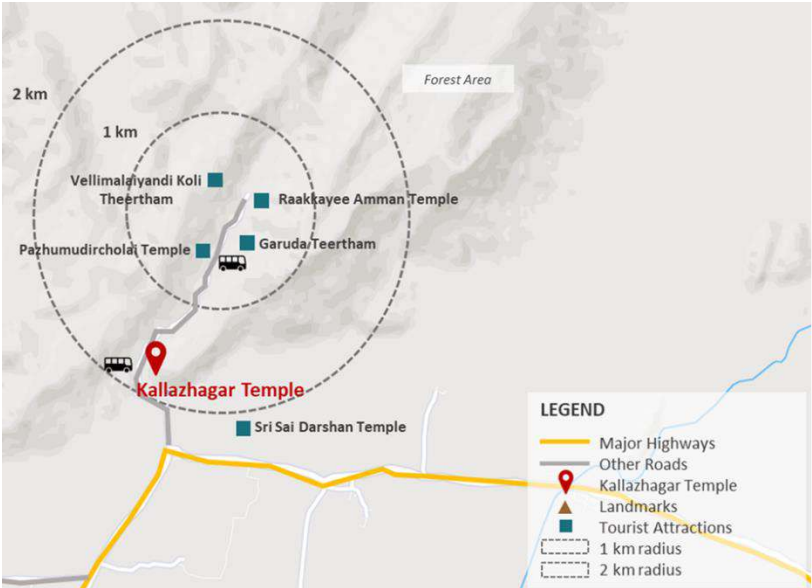 2 km
Forest Area
1 km
Vellimalaiyandi Koli
Theertham
Raakkayee Amman Temple
Pazhumudircholai Temple
Garuda Teertham
Kallazhagar Temple
Sri Sai Darshan Temple
LEGEND
Major Highways
Other Roads
Kallazhagar Temple
Landmarks
Tourist Attractions
1 km radius
2 km radius